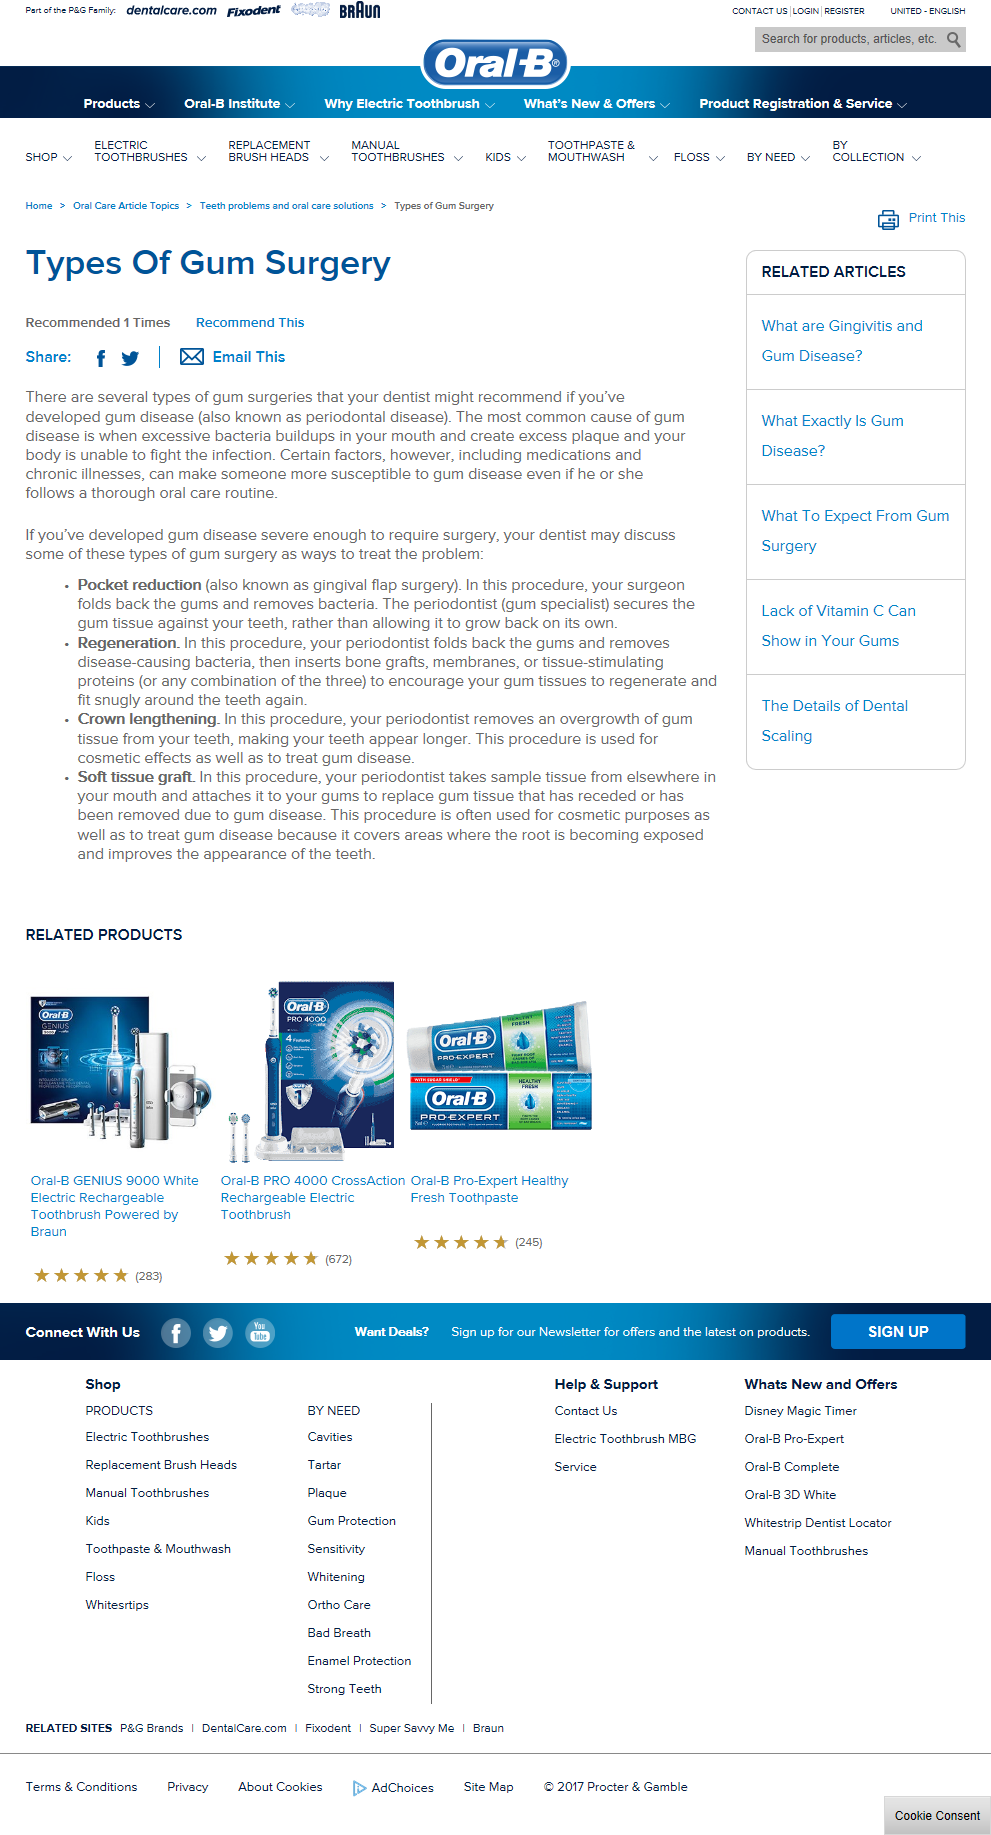 Part of the P&G Family: dentalcare.com Fixodent BRAUN
CONTACT US | LOGIN | REGISTER UNITED - ENGLISH
Search for products, articles, etc.
Oral-B®
Products Oral-B Institute Why Electric Toothbrush What's New & Offers Product Registration & Service
SHOP ELECTRIC TOOTHBRUSHES REPLACEMENT BRUSH HEADS MANUAL TOOTHBRUSHES KIDS TOOTHPASTE & MOUTHWASH FLOSS BY NEED BY COLLECTION
Home > Oral Care Article Topics > Teeth problems and oral care solutions > Types of Gum Surgery
Print This
Types Of Gum Surgery
Recommended 1 Times Recommend This
Share: Email This
There are several types of gum surgeries that your dentist might recommend if you've
developed gum disease (also known as periodontal disease). The most common cause of gum
disease is when excessive bacteria buildups in your mouth and create excess plaque and your
body is unable to fight the infection. Certain factors, however, including medications and
chronic illnesses, can make someone more susceptible to gum disease even if he or she
follows a thorough oral care routine.
If you've developed gum disease severe enough to require surgery, your dentist may discuss
some of these types of gum surgery as ways to treat the problem:
• Pocket reduction (also known as gingival flap surgery). In this procedure, your surgeon
folds back the gums and removes bacteria. The periodontist (gum specialist) secures the
gum tissue against your teeth, rather than allowing it to grow back on its own.
• Regeneration. In this procedure, your periodontist folds back the gums and removes
disease-causing bacteria, then inserts bone grafts, membranes, or tissue-stimulating
proteins (or any combination of the three) to encourage your gum tissues to regenerate and
fit snugly around the teeth again.
• Crown lengthening. In this procedure, your periodontist removes an overgrowth of gum
tissue from your teeth, making your teeth appear longer. This procedure is used for
cosmetic effects as well as to treat gum disease.
• Soft tissue graft. In this procedure, your periodontist takes sample tissue from elsewhere in
your mouth and attaches it to your gums to replace gum tissue that has receded or has
been removed due to gum disease. This procedure is often used for cosmetic purposes as
well as to treat gum disease because it covers areas where the root is becoming exposed
and improves the appearance of the teeth.
RELATED ARTICLES
What are Gingivitis and
Gum Disease?
What Exactly Is Gum
Disease?
What To Expect From Gum
Surgery
Lack of Vitamin C Can
Show in Your Gums
The Details of Dental
Scaling
RELATED PRODUCTS
Oral-B
GENIUS
Oral-B
PRO 4000
4 Features
Oral-B
PRO-EXPERT
HEALTHY
FRESH
Oral-B
PRO-EXPERT
HEALTHY
FRESH
Oral-B GENIUS 9000 White
Electric Rechargeable
Toothbrush Powered by
Braun
(283)
Oral-B PRO 4000 CrossAction
Rechargeable Electric
Toothbrush
(672)
Oral-B Pro-Expert Healthy
Fresh Toothpaste
(245)
Connect With Us You Tube Want Deals? Sign up for our Newsletter for offers and the latest on products. SIGN UP
Shop
PRODUCTS
Electric Toothbrushes
Replacement Brush Heads
Manual Toothbrushes
Kids
Toothpaste & Mouthwash
Floss
Whitesrtips
BY NEED
Cavities
Tartar
Plaque
Gum Protection
Sensitivity
Whitening
Ortho Care
Bad Breath
Enamel Protection
Strong Teeth
Help & Support
Contact Us
Electric Toothbrush MBG
Service
Whats New and Offers
Disney Magic Timer
Oral-B Pro-Expert
Oral-B Complete
Oral-B 3D White
Whitestrip Dentist Locator
Manual Toothbrushes
RELATED SITES P&G Brands | DentalCare.com | Fixodent | Super Savvy Me | Braun
Terms & Conditions Privacy About Cookies AdChoices Site Map © 2017 Procter & Gamble
Cookie Consent